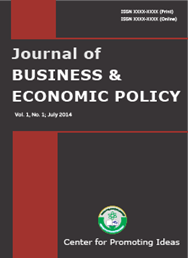 ISSN XXXX-XXXX (Print)
ISSN XXXX-XXXX (Online)
Journal of
BUSINESS &
ECONOMIC POLICY
Vol. 1, No. 1; July 2014
Center for Promoting Ideas